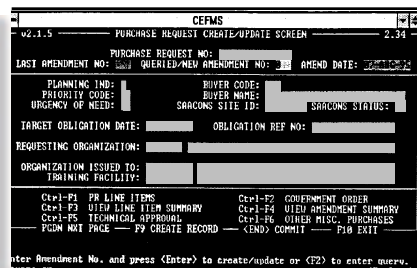 CEFMS
v2.1.5 PURCHASE REQUEST CREATE/UPDATE SCREEN 2.34
PURCHASE REQUEST NO:
LAST AMENDMENT NO: QUERIED/NEW AMENDMENT NO: AMEND DATE:
PLANNING IND: BUYER CODE:
PRIORITY CODE: BUYER NAME:
URGENCY OF NEED: SAACONS SITE ID: SAACONS STATUS:
TARGET OBLIGATION DATE: OBLIGATION REF NO:
REQUESTING ORGANIZATION:
ORGANIZATION ISSUED TO:
TRAINING FACILITY:
Ctrl-F1 PR LINE ITEMS Ctrl-F2 GOVERNMENT ORDER
Ctrl-F3 VIEW LINE ITEM SUMMARY Ctrl-F4 VIEW AMENDMENT SUMMARY
Ctrl-F5 TECHNICAL APPROVAL Ctrl-F6 OTHER MISC. PURCHASES
PGDN NXT PAGE — F9 CREATE RECORD — <END> COMMIT — F10 EXIT
nter Amendment No. and press <Enter> to create/update or <F2> to enter query.